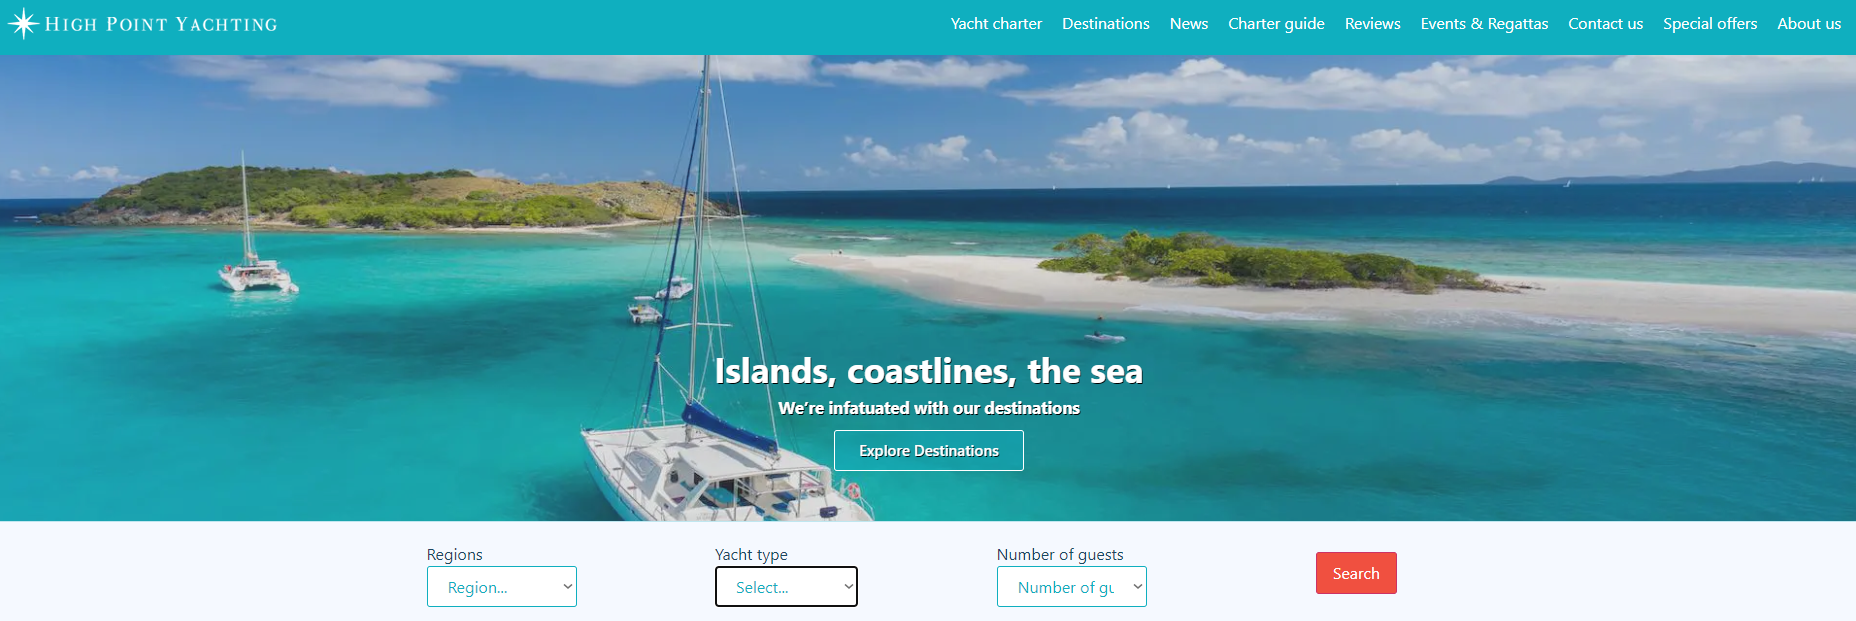 High Point Yachting
Yacht charter Destinations News Charter guide Reviews Events & Regattas Contact us Special offers About us
Islands, coastlines, the sea
We’re infatuated with our destinations
Explore Destinations
Regions Yacht type Number of guests
Region... Select... Number of gu
Search